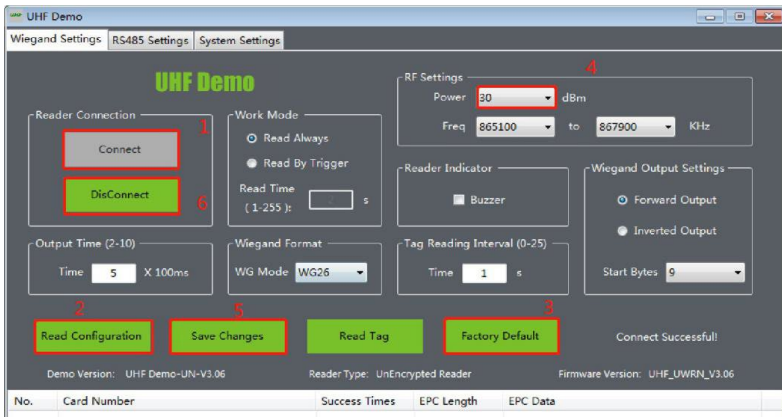 UHF Demo
Wiegand Settings RS485 Settings System Settings
UHF Demo
Reader Connection
1
Connect
DisConnect
6
Work Mode
Read Always
Read By Trigger
Read Time
( 1-255 ):
s
RF Settings
4
Power 30 dBm
Freq 865100 to 867900 KHz
Reader Indicator
Buzzer
Wiegand Output Settings
Forward Output
Inverted Output
Start Bytes 9
Output Time (2-10)
Time 5 X 100ms
Wiegand Format
WG Mode WG26
Tag Reading Interval (0-25)
Time 1 s
2
Read Configuration
5
Save Changes
Read Tag
3
Factory Default
Connect Successful!
Demo Version: UHF Demo-UN-V3.06
Reader Type: UnEncrypted Reader
Firmware Version: UHF_UWRN_V3.06
No. Card Number Success Times EPC Length EPC Data